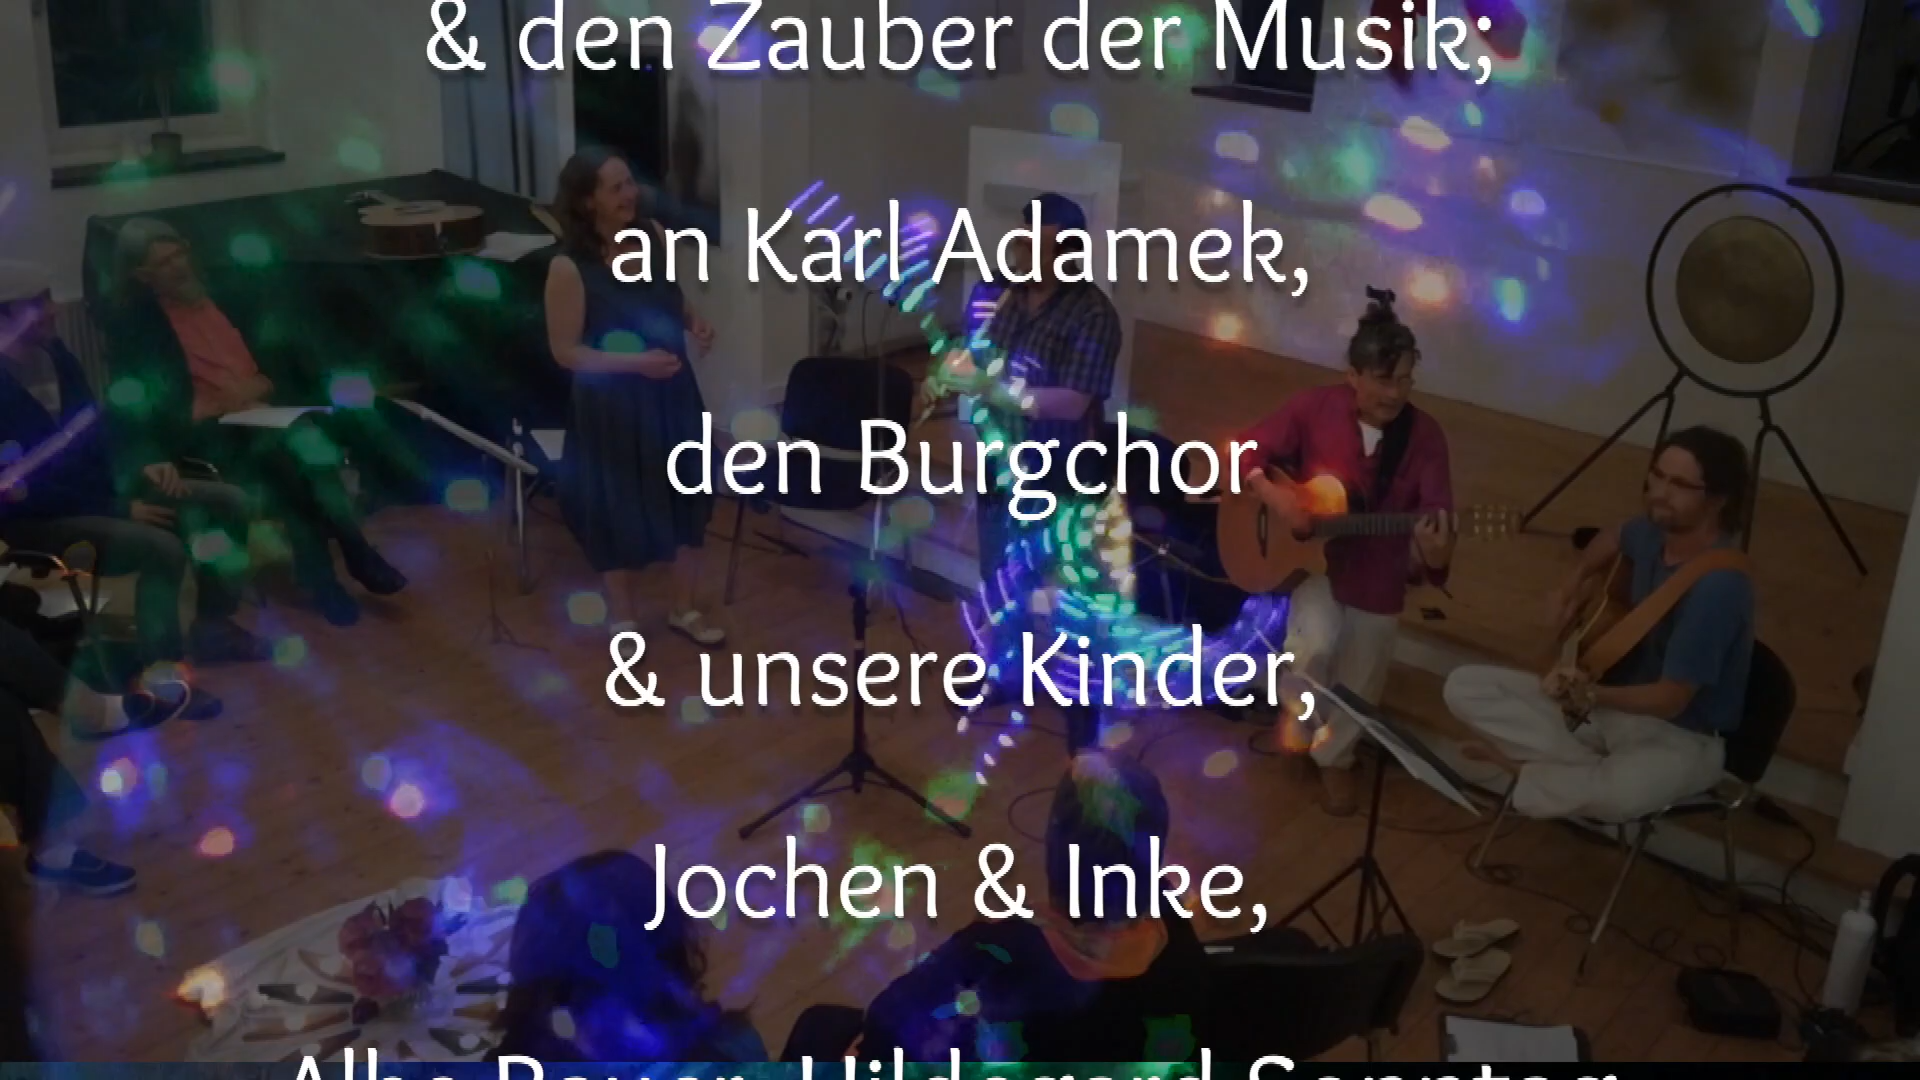 & den Zauber der Musik;
an Karl Adamek,
den Burgchor
& unsere Kinder,
Jochen & Inke,